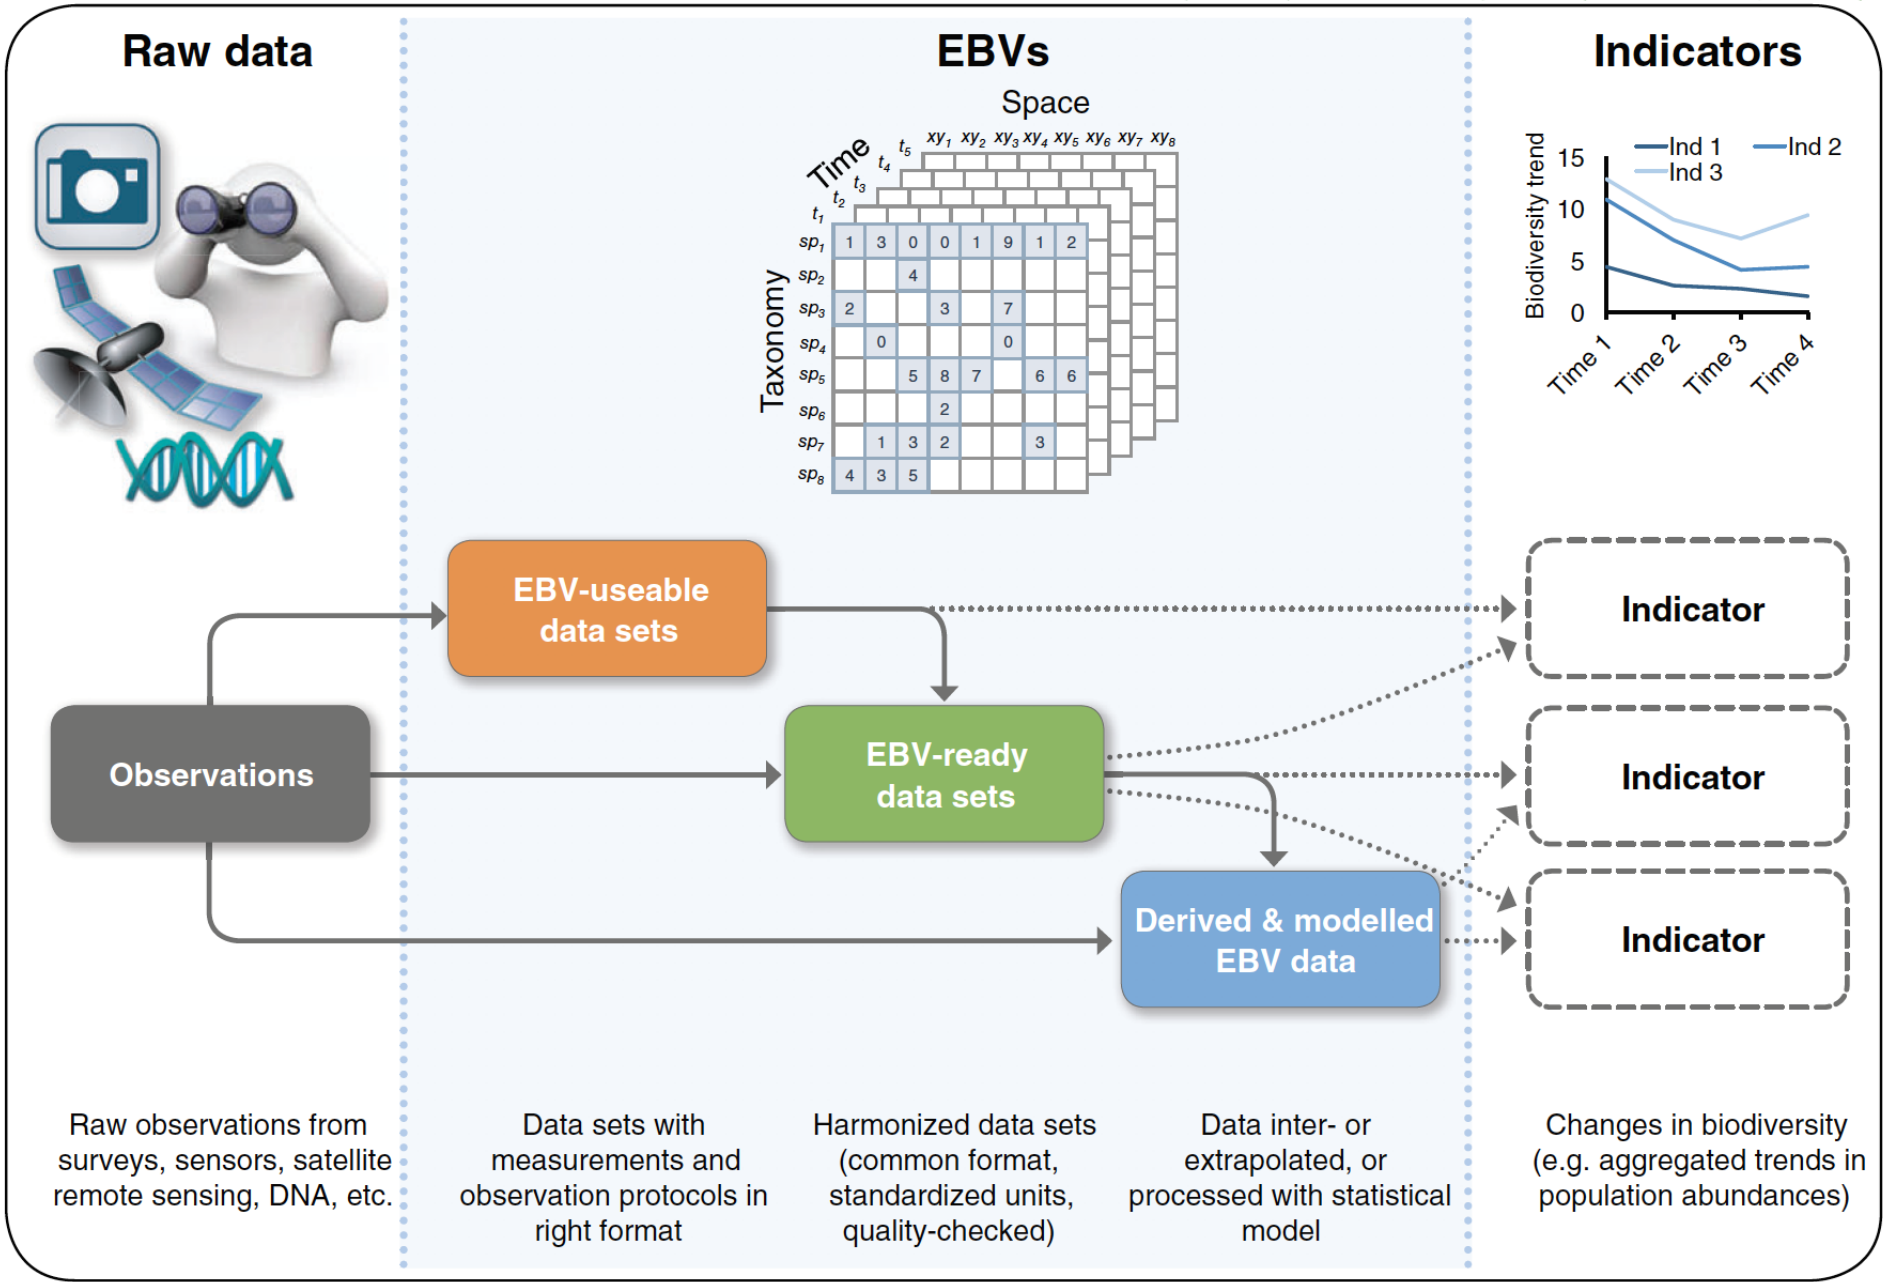 Raw data
EBVs
Indicators
Space
Time
xy1 xy2 xy3 xy4 xy5 xy6 xy7 xy8
t5
t4
t3
t2
t1
Taxonomy
sp1 1 3 0 0 1 9 1 2
sp2 4
sp3 2 3 7
sp4 0 0
sp5 5 8 7 6 6
sp6 2
sp7 1 3 2 3
sp8 4 3 5
Biodiversity trend
Ind 1 Ind 2
Ind 3
15
10
5
0
Time 1 Time 2 Time 3 Time 4
EBV-useable
data sets
Indicator
Observations
EBV-ready
data sets
Indicator
Derived & modelled
EBV data
Indicator
Raw observations from
surveys, sensors, satellite
remote sensing, DNA, etc.
Data sets with
measurements and
observation protocols in
right format
Harmonized data sets
(common format,
standardized units,
quality-checked)
Data inter- or
extrapolated, or
processed with statistical
model
Changes in biodiversity
(e.g. aggregated trends in
population abundances)